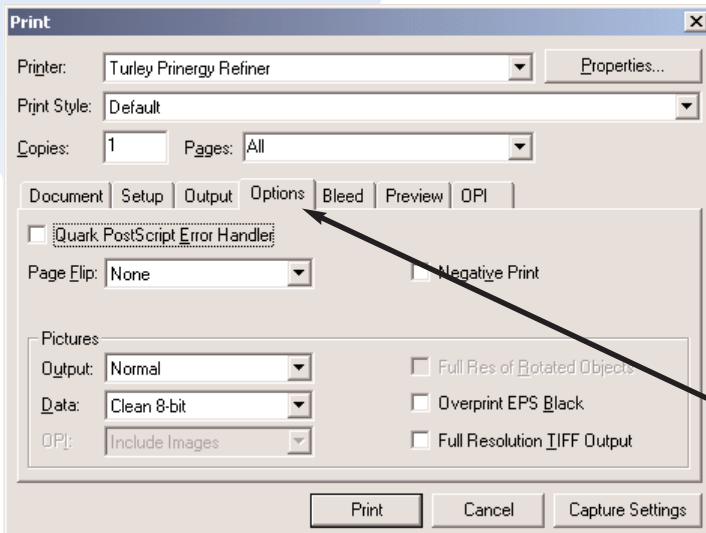 Print
Printer: Turley Prinergy Refiner Properties...
Print Style: Default
Copies: 1 Pages: All
Document Setup Output Options Bleed Preview OPI
Quark PostScript Error Handler
Page Flip: None Negative Print
Pictures
Output: Normal Full Res of Rotated Objects
Data: Clean 8-bit Overprint EPS Black
OPI: Include Images Full Resolution TIFF Output
Print Cancel Capture Settings